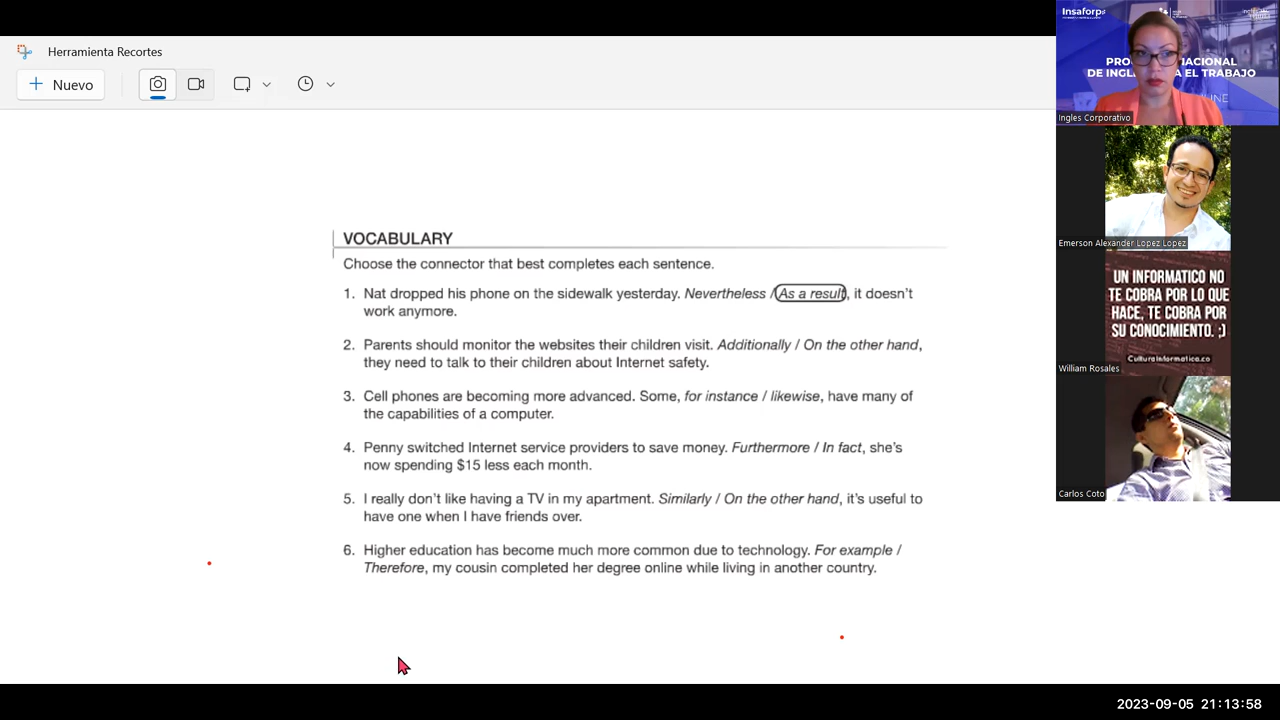 Herramienta Recortes
Nuevo
VOCABULARY
Choose the connector that best completes each sentence.
1. Nat dropped his phone on the sidewalk yesterday. Nevertheless / As a result, it doesn't
work anymore.
2. Parents should monitor the websites their children visit. Additionally / On the other hand,
they need to talk to their children about Internet safety.
3. Cell phones are becoming more advanced. Some, for instance / likewise, have many of
the capabilities of a computer.
4. Penny switched Internet service providers to save money. Furthermore / In fact, she's
now spending $15 less each month.
5. I really don't like having a TV in my apartment. Similarly / On the other hand, it's useful to
have one when I have friends over.
6. Higher education has become much more common due to technology. For example /
Therefore, my cousin completed her degree online while living in another country.
Insaforp
Ingles Corporativo
Emerson Alexander Lopez Lopez
UN INFORMATICO NO
TE COBRA POR LO QUE
HACE, TE COBRA POR
SU CONOCIMIENTO. ;)
CulturaInformatica.co
William Rosales
Carlos Coto
2023-09-05 21:13:58